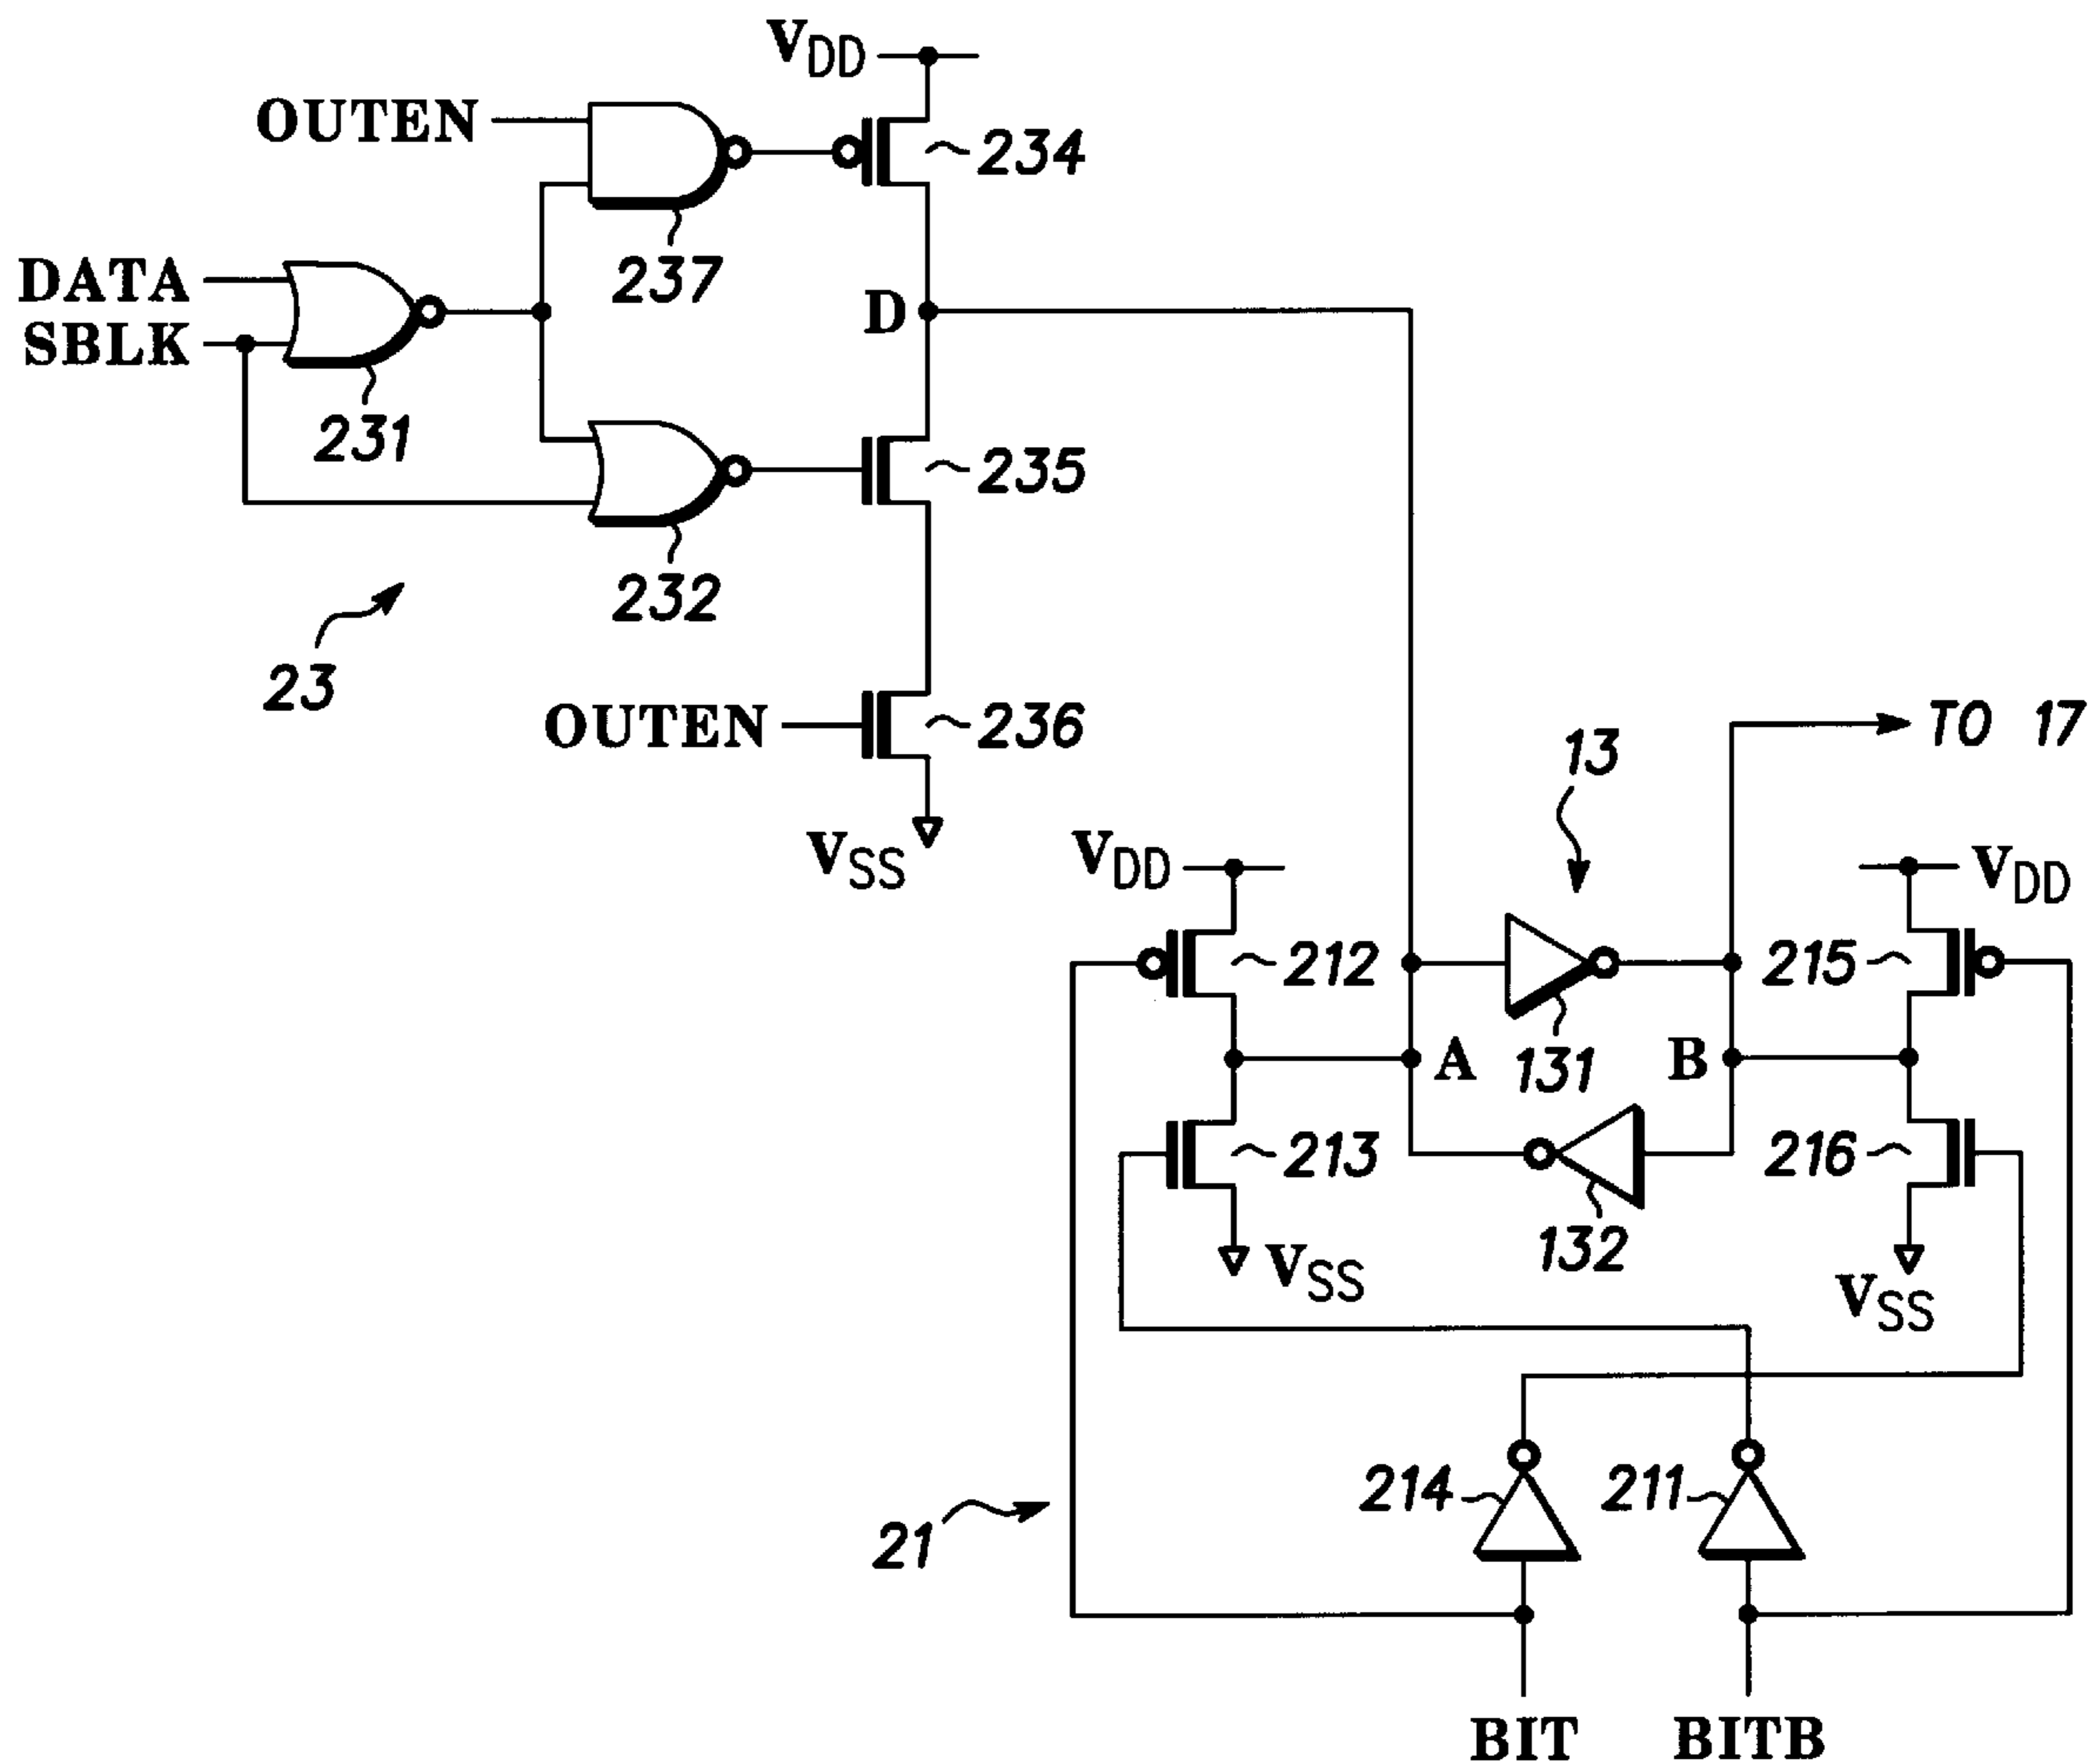 VDD
OUTEN
234
237
DATA
D
SBLK
231
235
232
23
OUTEN
236
TO 17
13
VSS
VDD
VDD
212
215
A
131
B
213
216
132
VSS
VSS
214
211
21
BIT
BITB